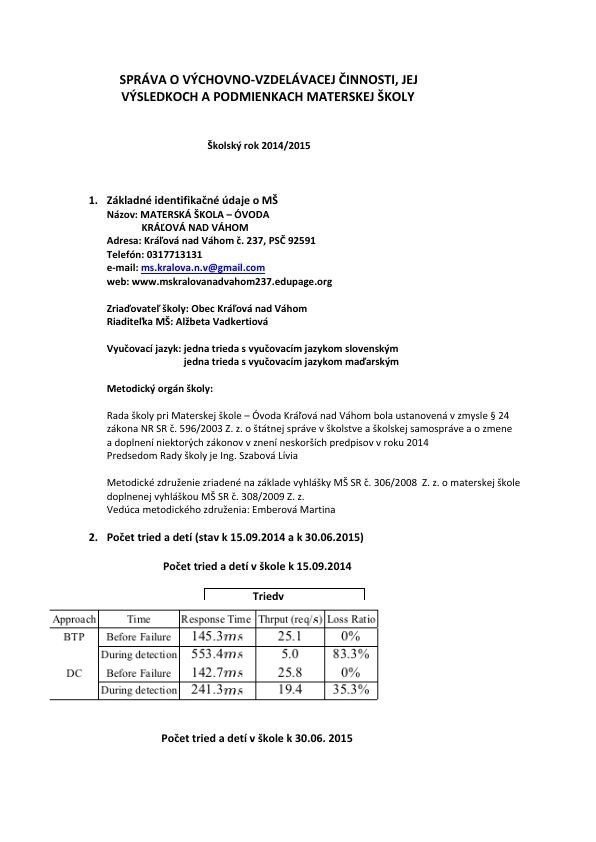 SPRÁVA O VÝCHOVNO-VZDELÁVACEJ ČINNOSTI, JEJ
VÝSLEDKOCH A PODMIENKACH MATERSKEJ ŠKOLY
Školský rok 2014/2015
1. Základné identifikačné údaje o MŠ
Názov: MATERSKÁ ŠKOLA – ÓVODA
KRÁĽOVÁ NAD VÁHOM
Adresa: Kráľová nad Váhom č. 237, PSČ 92591
Telefón: 0317713131
e-mail: ms.kralova.n.v@gmail.com
web: www.mskralovanadvahom237.edupage.org
Zriaďovateľ školy: Obec Kráľová nad Váhom
Riaditeľka MŠ: Alžbeta Vadkertiová
Vyučovací jazyk: jedna trieda s vyučovacím jazykom slovenským
jedna trieda s vyučovacím jazykom maďarským
Metodický orgán školy:
Rada školy pri Materskej škole – Óvoda Kráľová nad Váhom bola ustanovená v zmysle § 24
zákona NR SR č. 596/2003 Z. z. o štátnej správe v školstve a školskej samospráve a o zmene
a doplnení niektorých zákonov v znení neskorších predpisov v roku 2014
Predsedom Rady školy je Ing. Szabová Lívia
Metodické združenie zriadené na základe vyhlášky MŠ SR č. 306/2008 Z. z. o materskej škole
doplnenej vyhláškou MŠ SR č. 308/2009 Z. z.
Vedúca metodického združenia: Emberová Martina
2. Počet tried a detí (stav k 15.09.2014 a k 30.06.2015)
Počet tried a detí v škole k 15.09.2014
Triedy
Approach Time Response Time Thrput (req/s) Loss Ratio
BTP Before Failure 145.3ms 25.1 0%
During detection 553.4ms 5.0 83.3%
DC Before Failure 142.7ms 25.8 0%
During detection 241.3ms 19.4 35.3%
Počet tried a detí v škole k 30.06. 2015